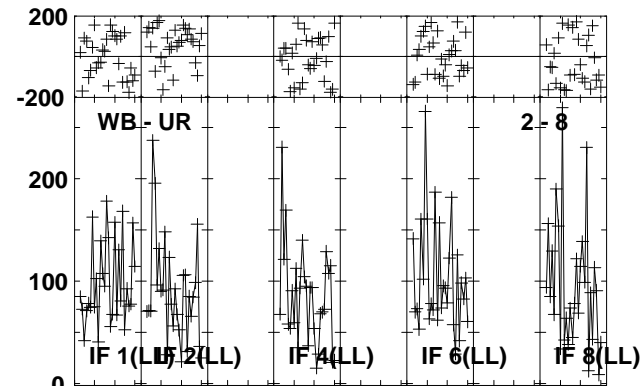 200
-200
WB - UR 2 - 8
200
100
IF 1(LL) IF 2(LL) IF 4(LL) IF 6(LL) IF 8(LL)
0